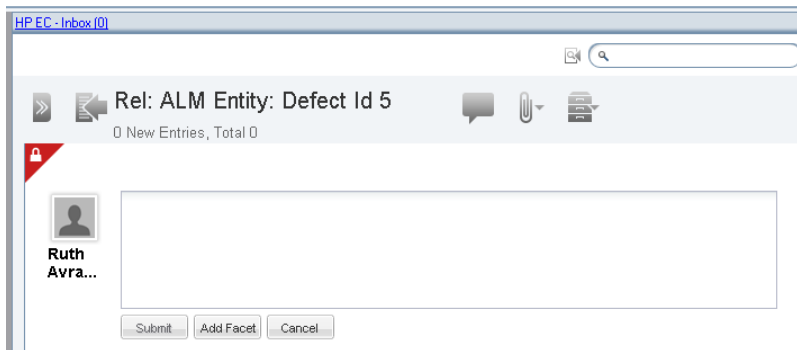 HP EC - Inbox (0)
Rel: ALM Entity: Defect Id 5
0 New Entries, Total 0
Ruth
Avra...
Submit Add Facet Cancel